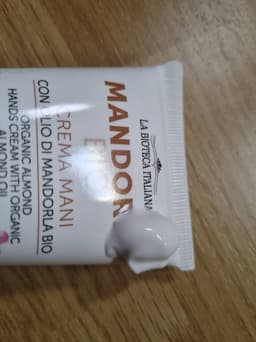 LA BIOTECA ITALIANA
MANDOR
BIO
CREMA MANI
CON OLIO DI MANDORLA BIO
ORGANIC ALMOND
HANDS CREAM WITH ORGANIC
ALMOND OIL